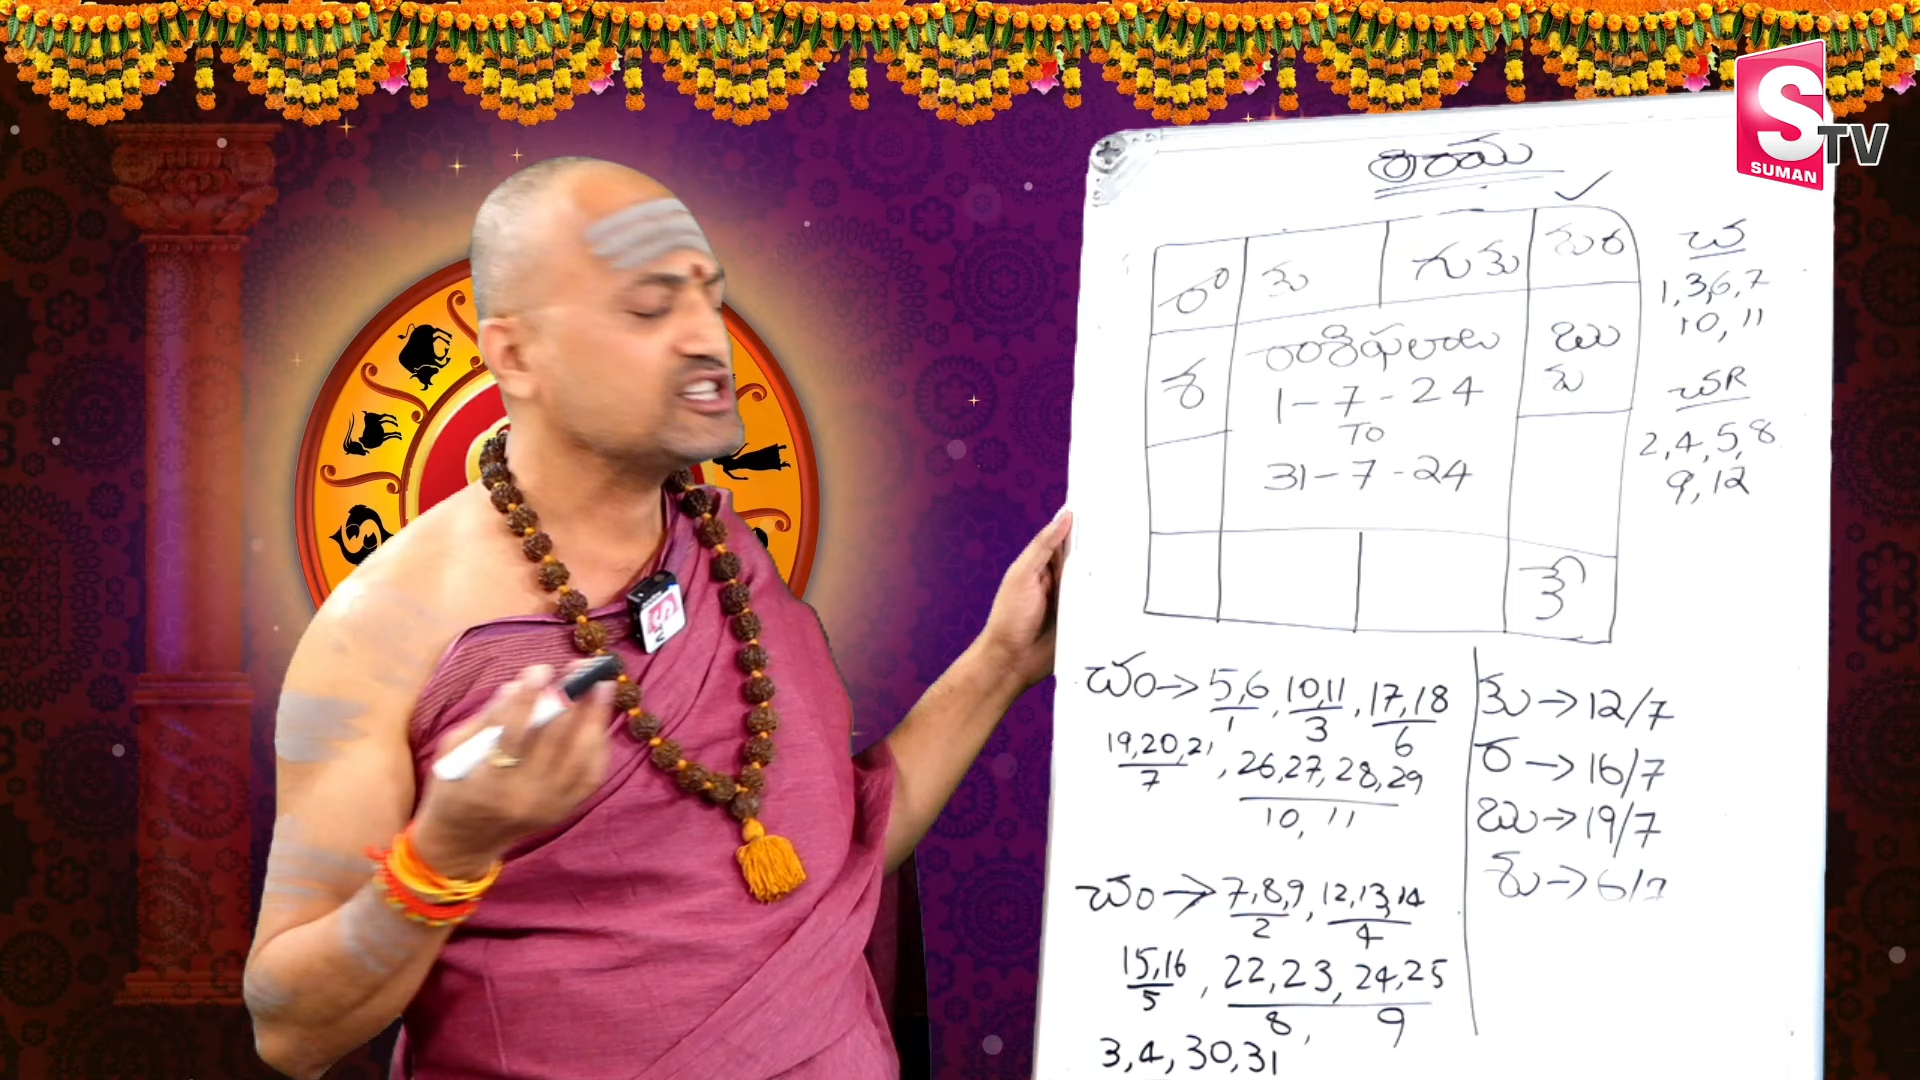 శ్రీరామ
S TV
SUMAN
రా
కు
గు కు
శు ర
చ
1,3,6,7
10, 11
రాశిఫలాలు
1-7-24
TO
31-7-24
శ
బు
శు
చR
2,4,5,8
9,12
కే
చం→ 5,6, 10,11, 17,18
1 3 6
19,20,21, 26,27,28,29
7 10, 11
చం→ 7,8,9, 12,13,14
2 4
15,16, 22,23, 24,25
5 8, 9
3,4,30,31
కు→12/7
ర→16/7
బు→19/7
శు→6/7